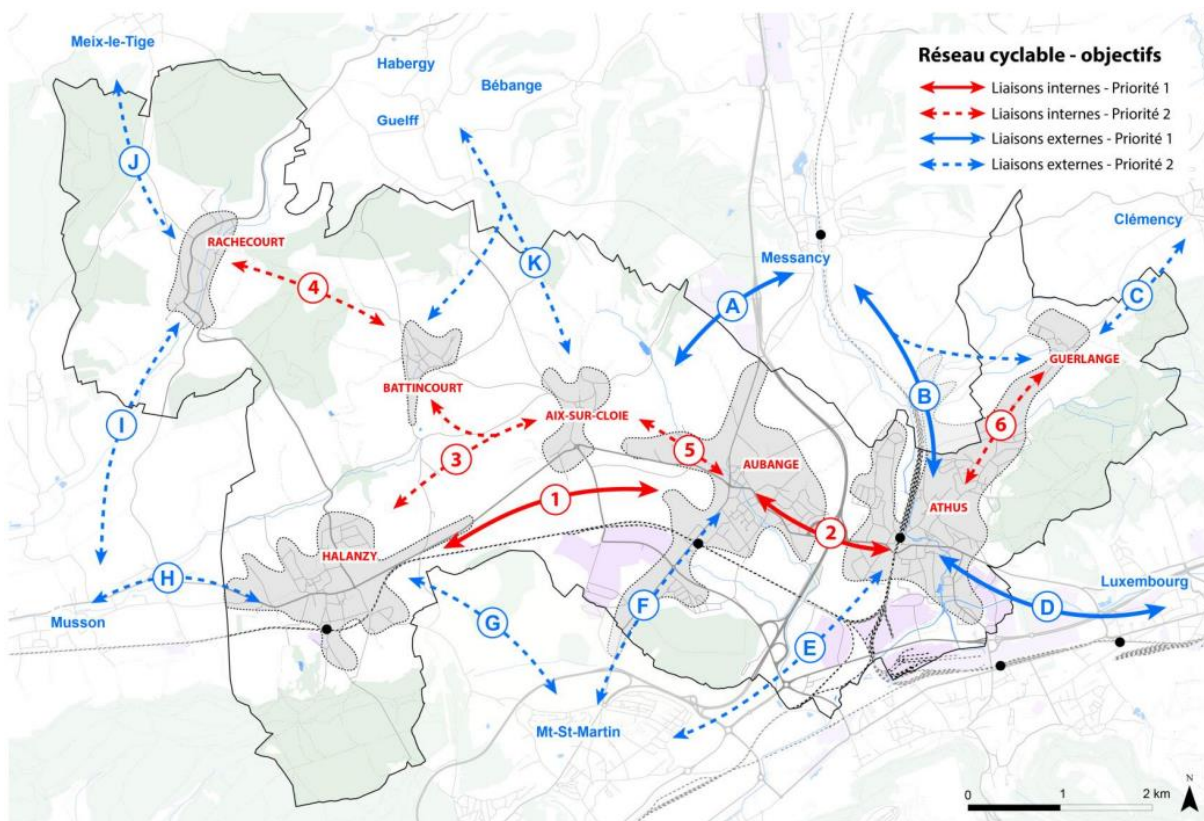 Réseau cyclable - objectifs
Liaisons internes - Priorité 1
Liaisons internes - Priorité 2
Liaisons externes - Priorité 1
Liaisons externes - Priorité 2
Meix-le-Tige
Habergy
Bébange
Guelff
J
Clémency
RACHECOURT
K
Messancy
4
A
C
GUERLANGE
BATTINCOURT
B
AIX-SUR-CLOIE
I
6
3
5
AUBANGE
1
ATHUS
2
HALANZY
H
Luxembourg
Musson
F
D
G
E
Mt-St-Martin
N
0 1 2 km